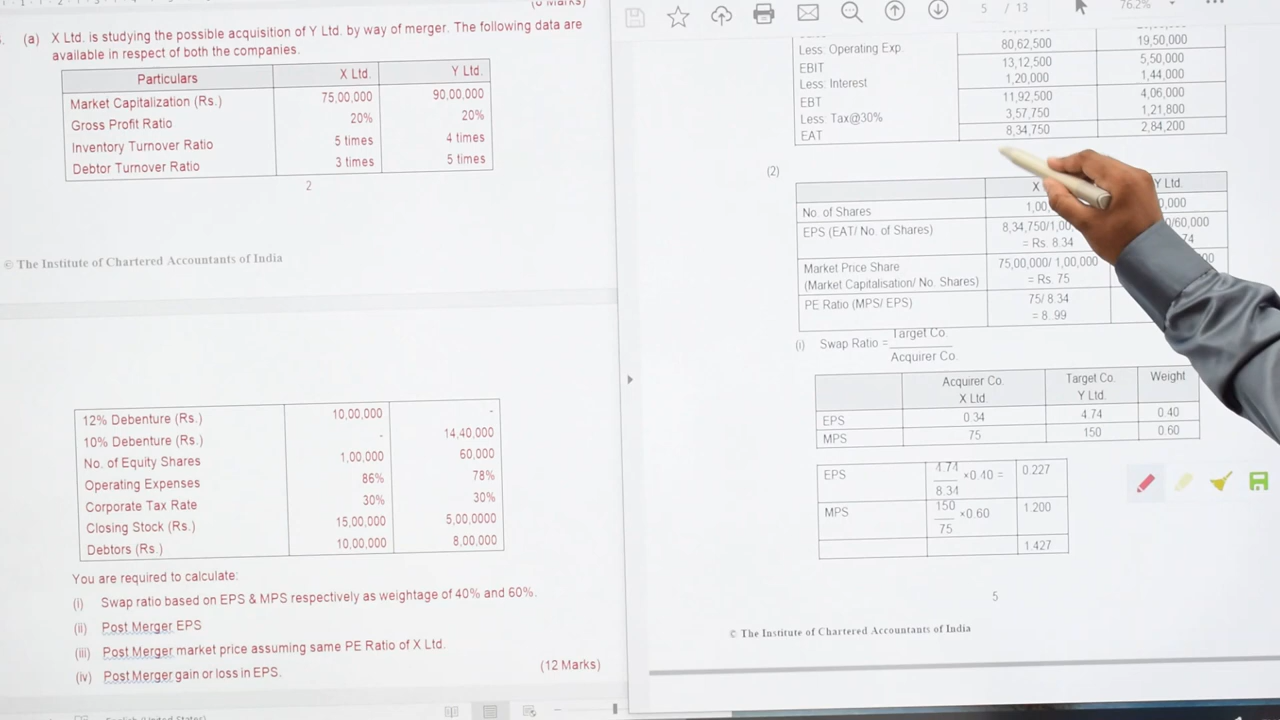 (a) X Ltd. is studying the possible acquisition of Y Ltd. by way of merger. The following data are
available in respect of both the companies.
Particulars X Ltd. Y Ltd.
Market Capitalization (Rs.) 75,00,000 90,00,000
Gross Profit Ratio 20% 20%
Inventory Turnover Ratio 5 times 4 times
Debtor Turnover Ratio 3 times 5 times
2
© The Institute of Chartered Accountants of India
12% Debenture (Rs.) 10,00,000 -
10% Debenture (Rs.) - 14,40,000
No. of Equity Shares 1,00,000 60,000
Operating Expenses 86% 78%
Corporate Tax Rate 30% 30%
Closing Stock (Rs.) 15,00,000 5,00,0000
Debtors (Rs.) 10,00,000 8,00,000
You are required to calculate:
(i) Swap ratio based on EPS & MPS respectively as weightage of 40% and 60%.
(ii) Post Merger EPS
(iii) Post Merger market price assuming same PE Ratio of X Ltd.
(iv) Post Merger gain or loss in EPS.
(12 Marks)
5 / 13
76.2%
Less: Operating Exp 80,62,500 19,50,000
EBIT 13,12,500 5,50,000
Less: Interest 1,20,000 1,44,000
EBT 11,92,500 4,06,000
Less: Tax@30% 3,57,750 1,21,800
EAT 8,34,750 2,84,200
(2)
X Y Ltd.
No. of Shares
EPS (EAT/ No. of Shares)
= Rs. 8.34
Market Price Share 75,00,000/ 1,00,000
(Market Capitalisation/ No. Shares) = Rs. 75
PE Ratio (MPS/ EPS) 75/ 8.34
= 8.99
(i) Swap Ratio = Target Co.
Acquirer Co.
Acquirer Co. Target Co. Weight
X Ltd. Y Ltd.
EPS 0.34 4.74 0.40
MPS 75 150 0.60
EPS 4.74 ×0.40 = 0.227
8.34
MPS 150 ×0.60 1.200
75
1.427
5
© The Institute of Chartered Accountants of India